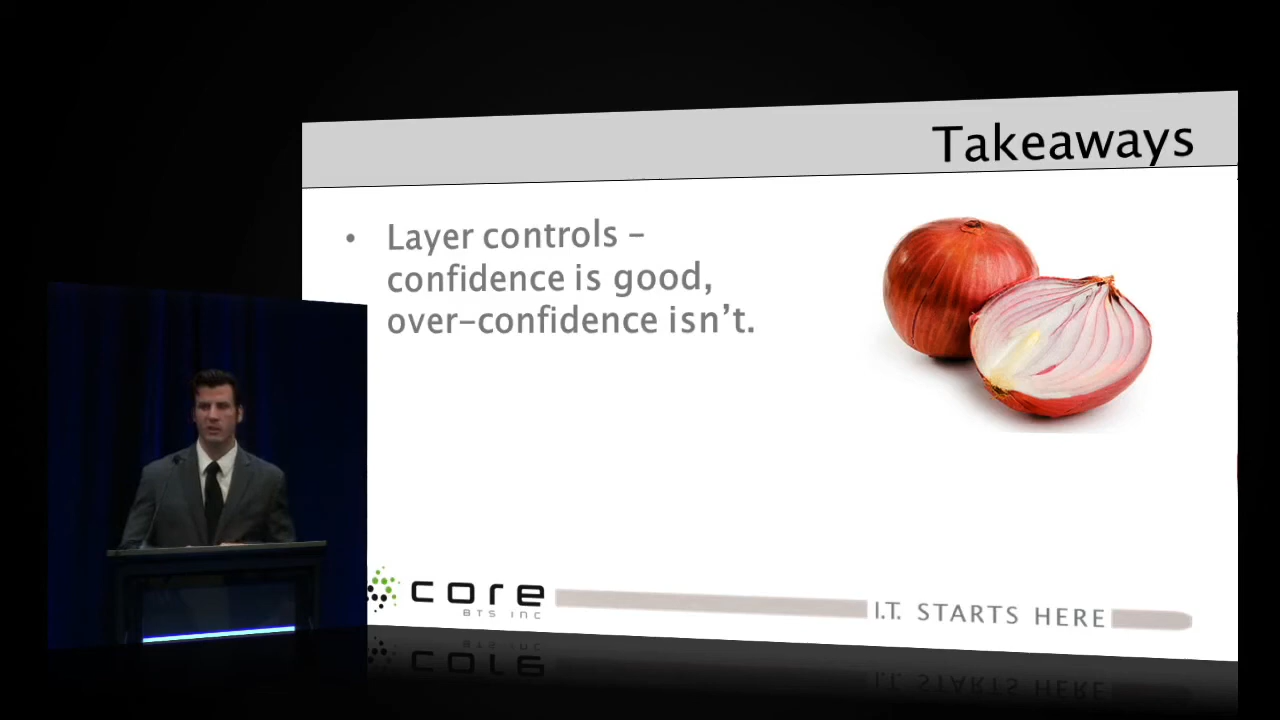 Takeaways
• Layer controls –
confidence is good,
over-confidence isn't.
core
BTS INC
I.T. STARTS HERE